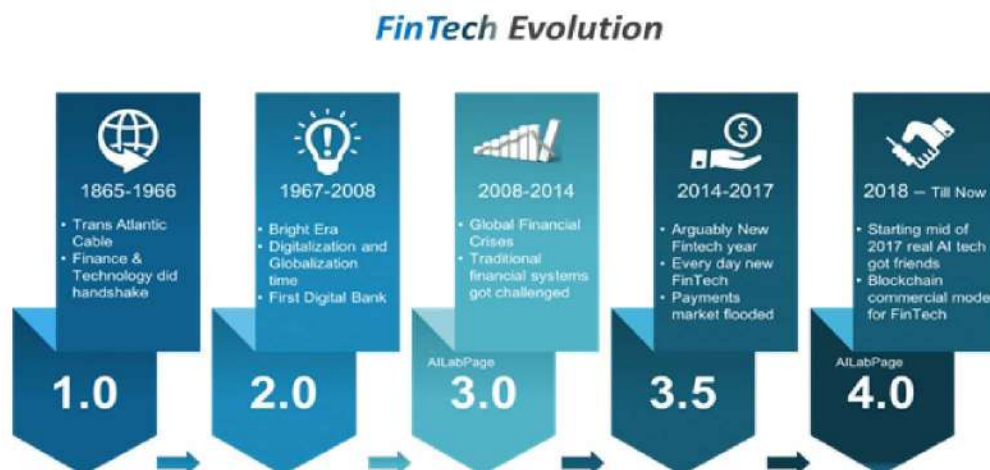 FinTech Evolution
1865-1966
• Trans Atlantic
Cable
• Finance &
Technology did
handshake
1.0
1967-2008
• Bright Era
• Digitalization and
Globalization
time
• First Digital Bank
2.0
2008-2014
• Global Financial
Crises
• Traditional
financial systems
got challenged
AILabPage
3.0
2014-2017
• Arguably New
Fintech year
• Every day new
FinTech
• Payments
market flooded
3.5
2018 – Till Now
• Starting mid of
2017 real AI tech
got friends
• Blockchain
commercial mode
for FinTech
AILabPage
4.0